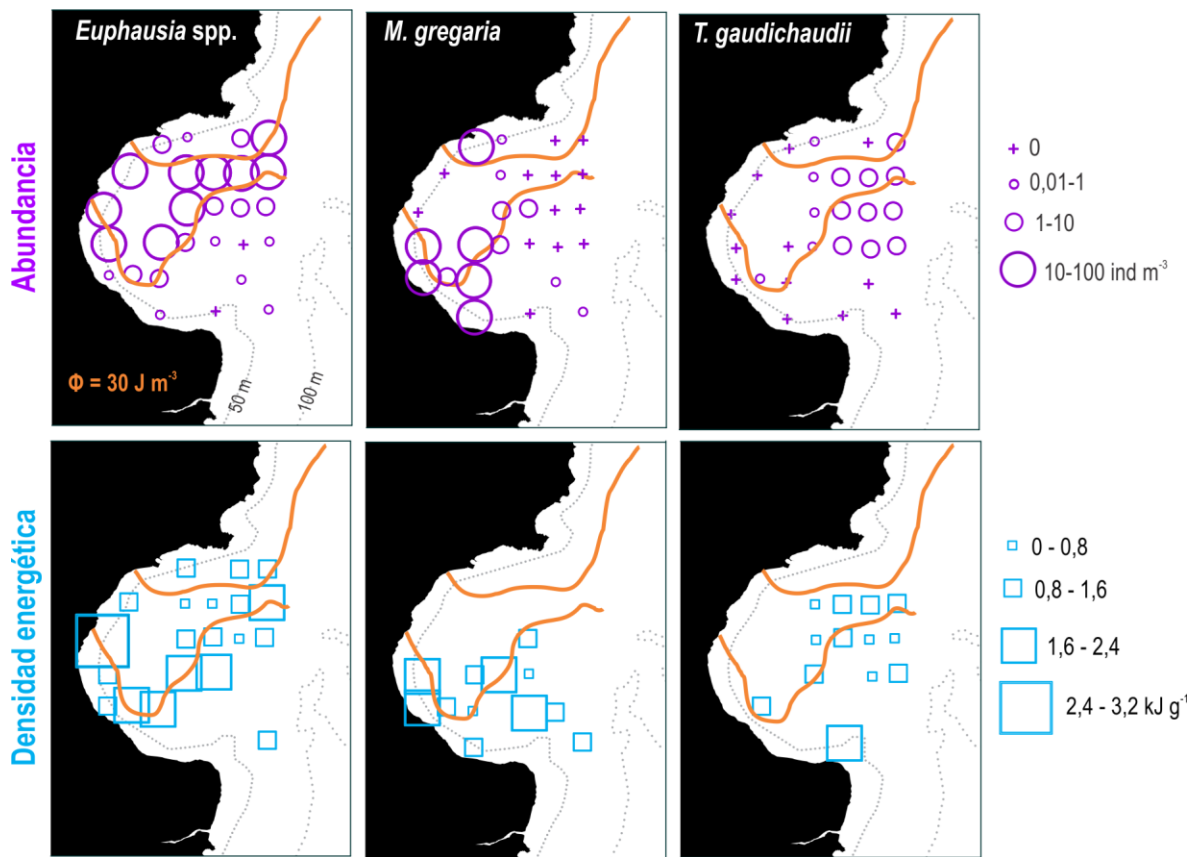 Euphausia spp.
M. gregaria
T. gaudichaudii
Abundancia
0
0,01-1
1-10
10-100 ind m⁻³
Φ = 30 J m⁻³
50 m
100 m
Densidad energética
0 - 0,8
0,8 - 1,6
1,6 - 2,4
2,4 - 3,2 kJ g⁻¹